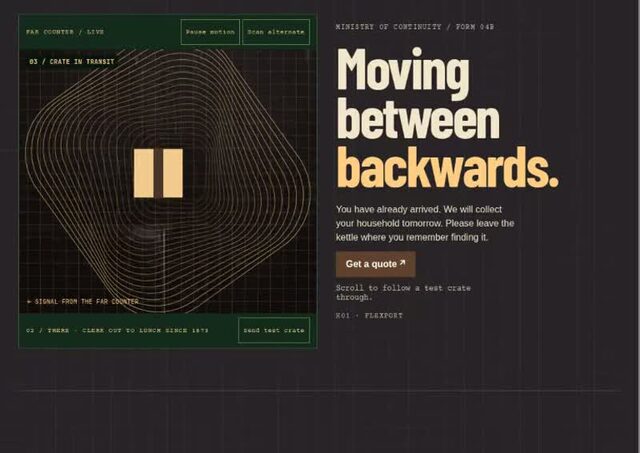 FAR COUNTER / LIVE
Pause motion
Scan alternate
03 / CRATE IN TRANSIT
← SIGNAL FROM THE FAR COUNTER
02 / THERE · CLERK OUT TO LUNCH SINCE 1873
Send test crate
MINISTRY OF CONTINUITY / FORM 04B
Moving
between
backwards.
You have already arrived. We will collect
your household tomorrow. Please leave the
kettle where you remember finding it.
Get a quote ↗
Scroll to follow a test crate
through.
H01 · FLEXPORT